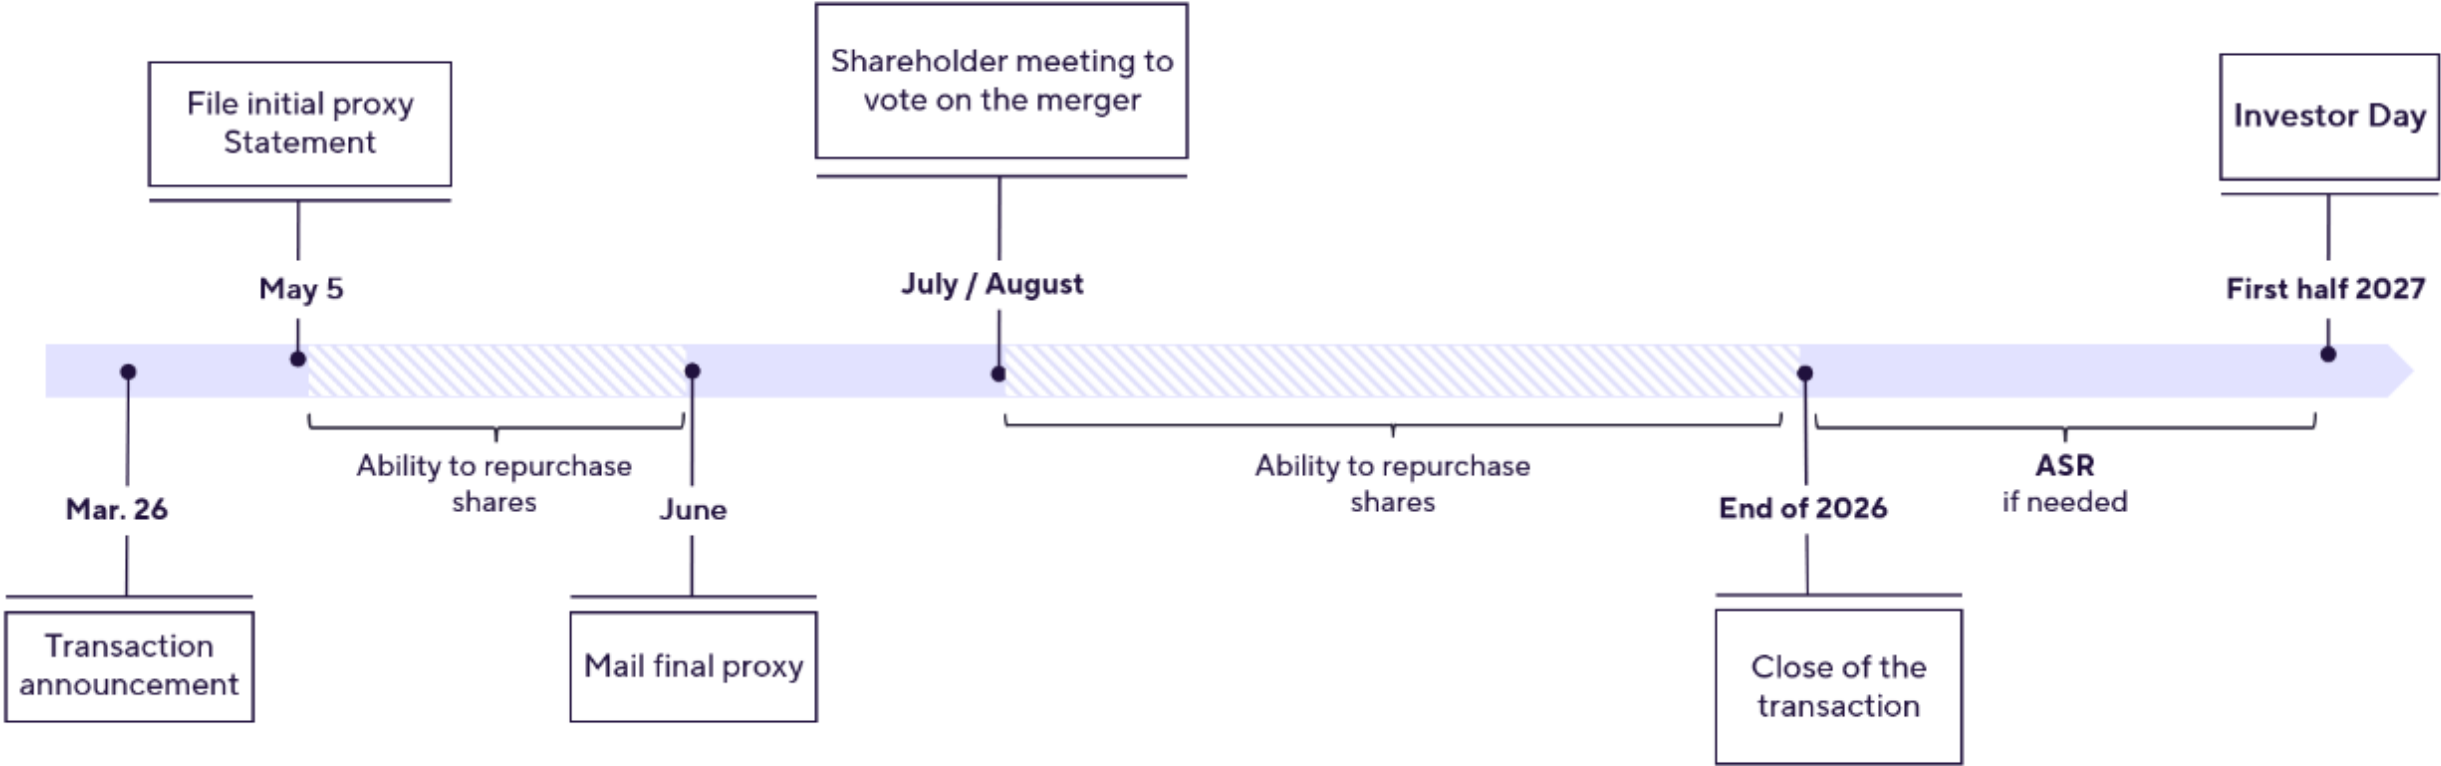 Shareholder meeting to
vote on the merger
File initial proxy
Statement
Investor Day
May 5
July / August
First half 2027
Ability to repurchase
shares
Ability to repurchase
shares
ASR
if needed
Mar. 26
June
End of 2026
Transaction
announcement
Mail final proxy
Close of the
transaction